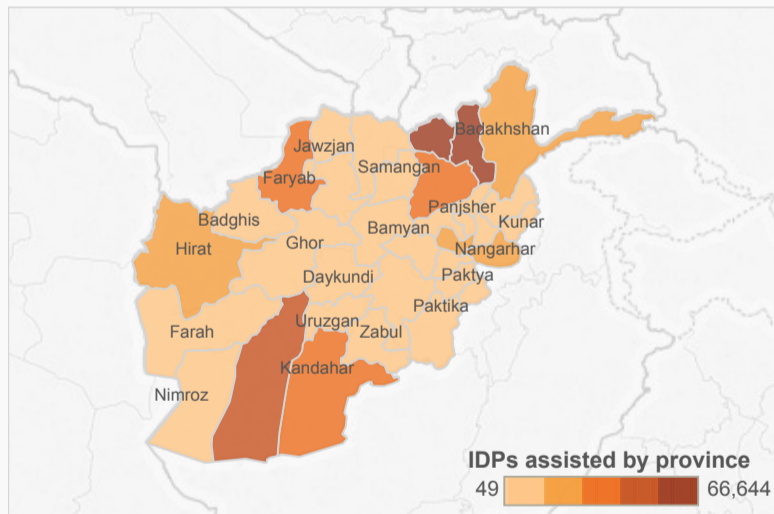 Badakhshan
Jawzjan
Samangan
Faryab
Panjsher
Kunar
Badghis
Bamyan
Hirat
Ghor
Nangarhar
Daykundi
Paktya
Paktika
Uruzgan
Farah
Zabul
Kandahar
Nimroz
IDPs assisted by province
49 66,644